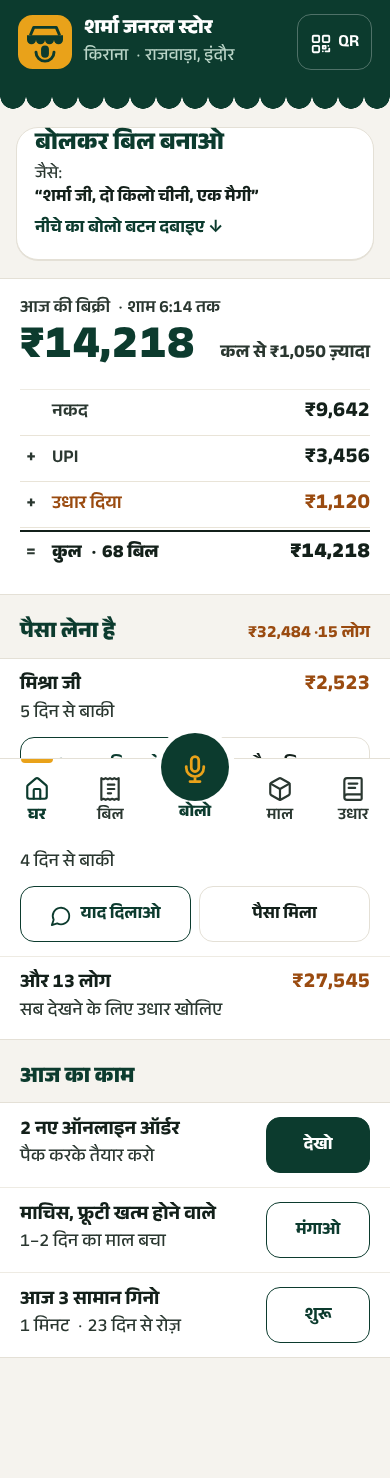 शर्मा जनरल स्टोर
किराना · राजवाड़ा, इंदौर
QR
बोलकर बिल बनाओ
जैसे:
“शर्मा जी, दो किलो चीनी, एक मैगी”
नीचे का बोलो बटन दबाइए ↓
आज की बिक्री · शाम 6:14 तक
₹14,218 कल से ₹1,050 ज़्यादा
नकद ₹9,642
+ UPI ₹3,456
+ उधार दिया ₹1,120
= कुल · 68 बिल ₹14,218
पैसा लेना है ₹32,484 ·15 लोग
मिश्रा जी ₹2,523
5 दिन से बाकी
घर बिल बोलो माल उधार
4 दिन से बाकी
याद दिलाओ पैसा मिला
और 13 लोग ₹27,545
सब देखने के लिए उधार खोलिए
आज का काम
2 नए ऑनलाइन ऑर्डर
पैक करके तैयार करो
देखो
माचिस, फ्रूटी खत्म होने वाले
1–2 दिन का माल बचा
मंगाओ
आज 3 सामान गिनो
1 मिनट · 23 दिन से रोज़
शुरू